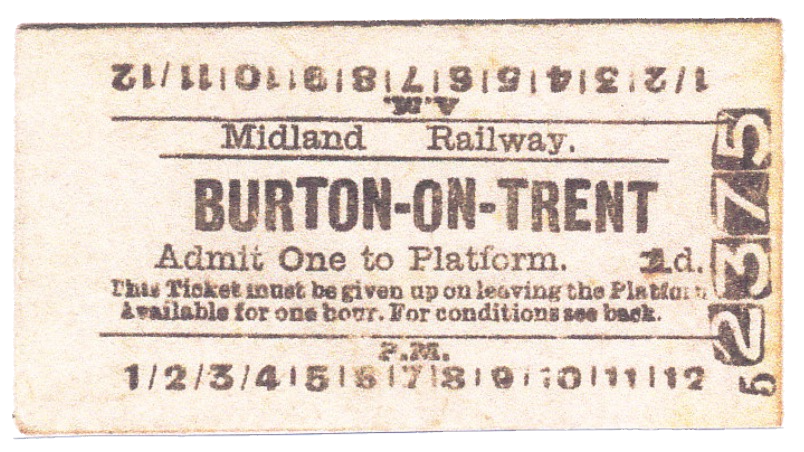 1/2/3|4|5|6|7|8|9|10|11/12
A.M.
Midland Railway.
BURTON-ON-TRENT
Admit One to Platform. 1d.
This Ticket must be given up on leaving the Platform
Available for one hour. For conditions see back.
P.M.
1/2/3/4|5|6|7|8|9|10|11|12
2375
5